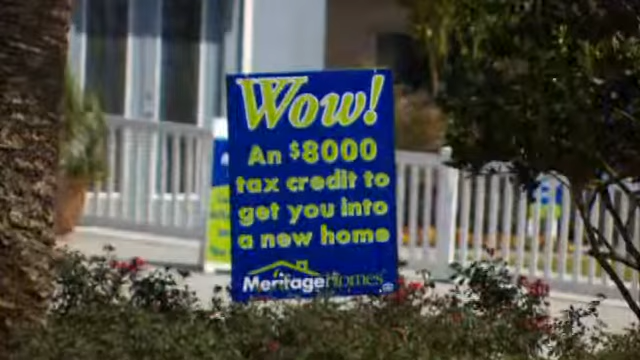 Wow!
An $8000
tax credit to
get you into
a new home
MeritageHomes